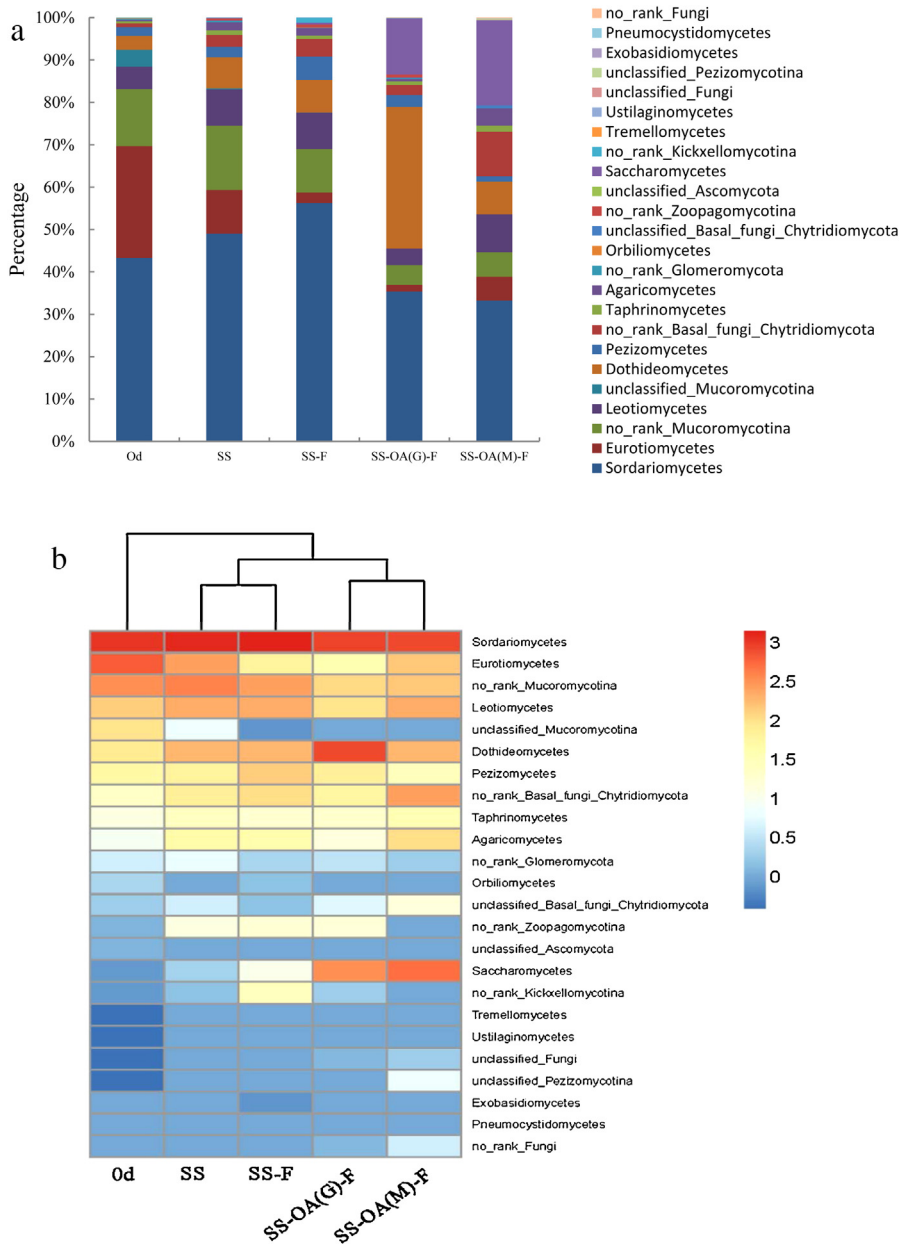 a
Percentage
100%
90%
80%
70%
60%
50%
40%
30%
20%
10%
0%
Od
SS
SS-F
SS-OA(G)-F
SS-OA(M)-F
no_rank_Fungi
Pneumocystidomycetes
Exobasidiomycetes
unclassified_Pezizomycotina
unclassified_Fungi
Ustilaginomycetes
Tremellomycetes
no_rank_Kickxellomycotina
Saccharomycetes
unclassified_Ascomycota
no_rank_Zoopagomycotina
unclassified_Basal_fungi_Chytridiomycota
Orbiliomycetes
no_rank_Glomeromycota
Agaricomycetes
Taphrinomycetes
no_rank_Basal_fungi_Chytridiomycota
Pezizomycetes
Dothideomycetes
unclassified_Mucoromycotina
Leotiomycetes
no_rank_Mucoromycotina
Eurotiomycetes
Sordariomycetes
b
Sordariomycetes
Eurotiomycetes
no_rank_Mucoromycotina
Leotiomycetes
unclassified_Mucoromycotina
Dothideomycetes
Pezizomycetes
no_rank_Basal_fungi_Chytridiomycota
Taphrinomycetes
Agaricomycetes
no_rank_Glomeromycota
Orbiliomycetes
unclassified_Basal_fungi_Chytridiomycota
no_rank_Zoopagomycotina
unclassified_Ascomycota
Saccharomycetes
no_rank_Kickxellomycotina
Tremellomycetes
Ustilaginomycetes
unclassified_Fungi
unclassified_Pezizomycotina
Exobasidiomycetes
Pneumocystidomycetes
no_rank_Fungi
3
2.5
2
1.5
1
0.5
0
Od
SS
SS-F
SS-OA(G)-F
SS-OA(M)-F